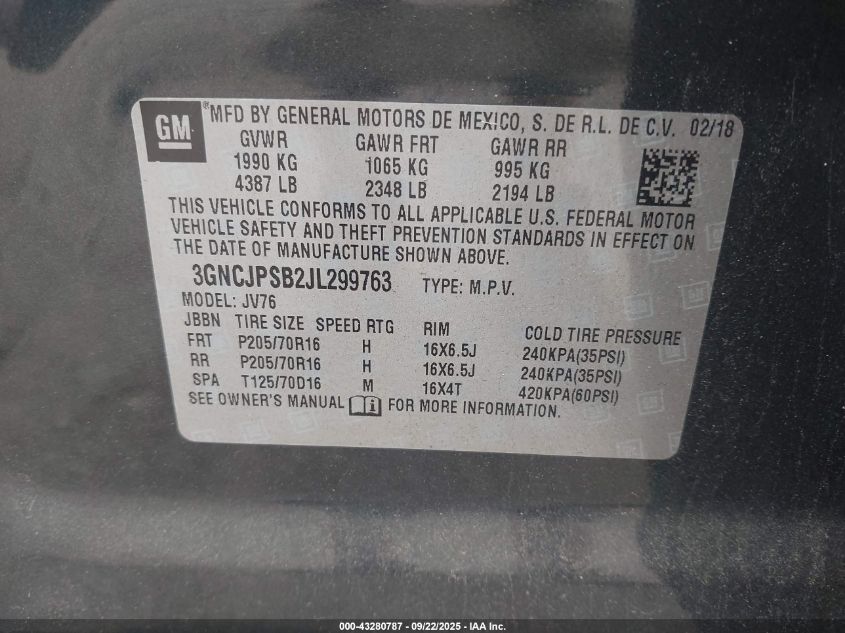 GM ® MFD BY GENERAL MOTORS DE MEXICO, S. DE R.L. DE C.V. 02/18
GVWR GAWR FRT GAWR RR
1990 KG 1065 KG 995 KG
4387 LB 2348 LB 2194 LB
THIS VEHICLE CONFORMS TO ALL APPLICABLE U.S. FEDERAL MOTOR
VEHICLE SAFETY AND THEFT PREVENTION STANDARDS IN EFFECT ON
THE DATE OF MANUFACTURE SHOWN ABOVE.
3GNCJPSB2JL299763 TYPE: M.P.V.
MODEL: JV76
JBBN TIRE SIZE SPEED RTG RIM COLD TIRE PRESSURE
FRT P205/70R16 H 16X6.5J 240KPA(35PSI)
RR P205/70R16 H 16X6.5J 240KPA(35PSI)
SPA T125/70D16 M 16X4T 420KPA(60PSI)
SEE OWNER'S MANUAL i FOR MORE INFORMATION.
000-43280787 - 09/22/2025 - IAA Inc.